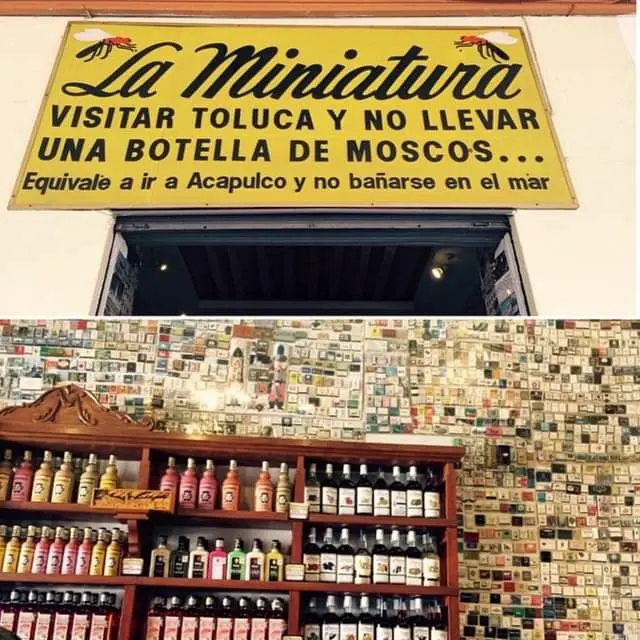 La Miniatura
VISITAR TOLUCA Y NO LLEVAR
UNA BOTELLA DE MOSCOS...
Equivale a ir a Acapulco y no bañarse en el mar